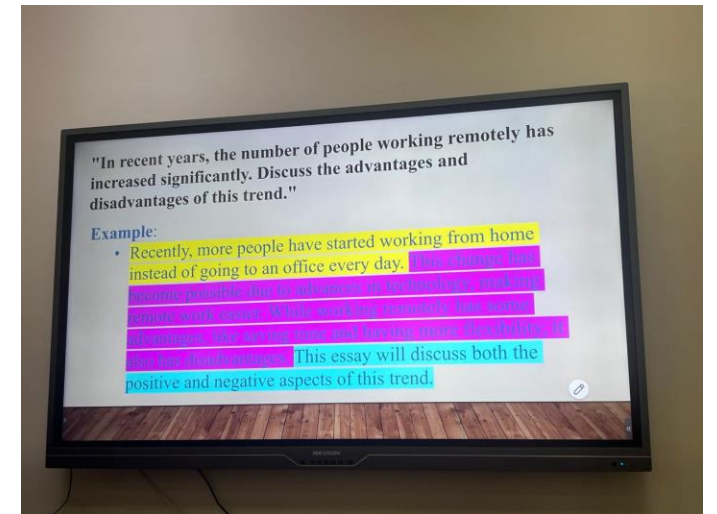 "In recent years, the number of people working remotely has
increased significantly. Discuss the advantages and
disadvantages of this trend."
Example:
• Recently, more people have started working from home
instead of going to an office every day. This change has
become possible due to advances in technology, making
remote work easier. While working remotely has some
advantages, like saving time and having more flexibility, it
also has disadvantages. This essay will discuss both the
positive and negative aspects of this trend.
HIKVISION